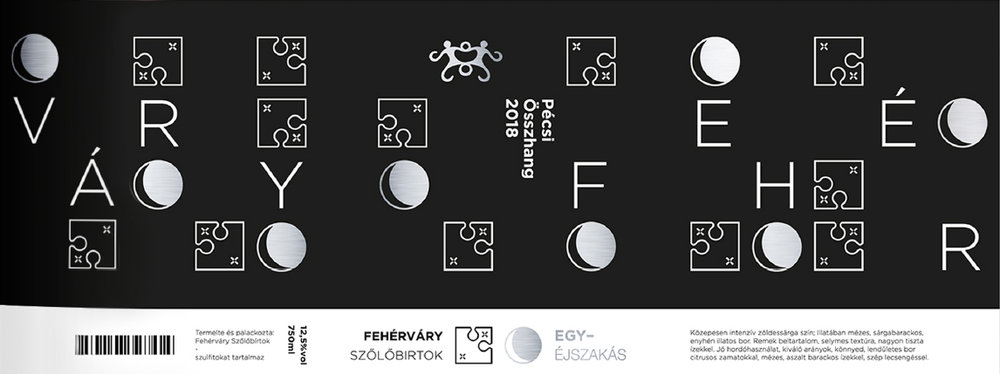 V R E É
Á Y F H
R
Pécsi
Összhang
2018
Termelte és palackozta:
Fehérváry Szőlőbirtok
-
szulfitokat tartalmaz
12,5%vol
750ml
FEHÉRVÁRY
SZŐLŐBIRTOK
EGY–
ÉJSZAKÁS
Közepesen intenzív zöldessárga szín; Illatában mézes, sárgabarackos,
enyhén illatos bor. Remek beltartalom, selymes textúra, nagyon tiszta
ízekkel. Jó hordóhasználat, kiváló arányok, könnyed, lendületes bor
citrusos zamatokkal, mézes, aszalt barackos ízekkel, szép lecsengéssel.